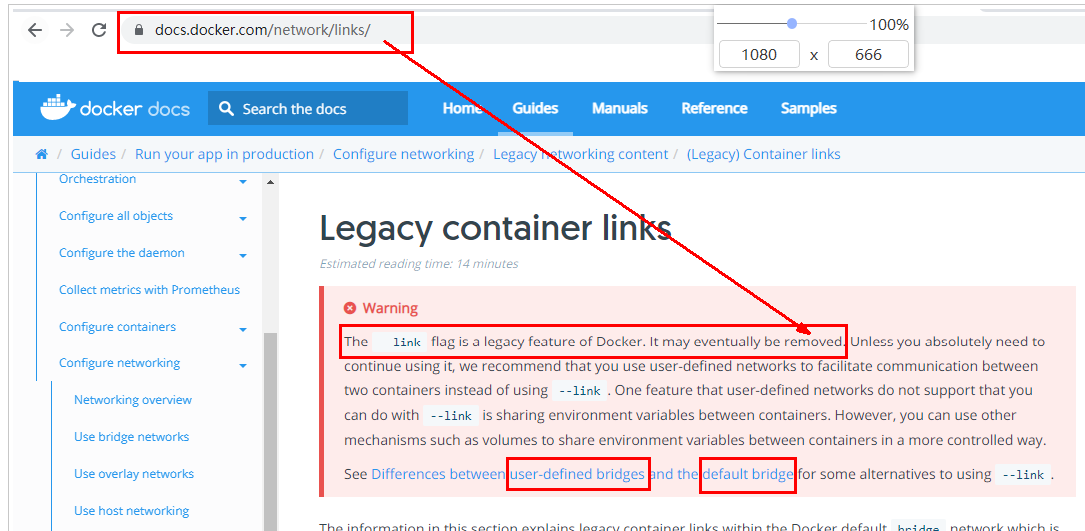 docs.docker.com/network/links/
100%
1080 x 666
docker docs
Search the docs
Home Guides Manuals Reference Samples
/ Guides / Run your app in production / Configure networking / Legacy networking content / (Legacy) Container links
Orchestration
Configure all objects
Configure the daemon
Collect metrics with Prometheus
Configure containers
Configure networking
Networking overview
Use bridge networks
Use overlay networks
Use host networking
Legacy container links
Estimated reading time: 14 minutes
Warning
The link flag is a legacy feature of Docker. It may eventually be removed. Unless you absolutely need to
continue using it, we recommend that you use user-defined networks to facilitate communication between
two containers instead of using --link . One feature that user-defined networks do not support that you
can do with --link is sharing environment variables between containers. However, you can use other
mechanisms such as volumes to share environment variables between containers in a more controlled way.
See Differences between user-defined bridges and the default bridge for some alternatives to using --link .
The information in this section explains legacy container links within the Docker default bridge network which is